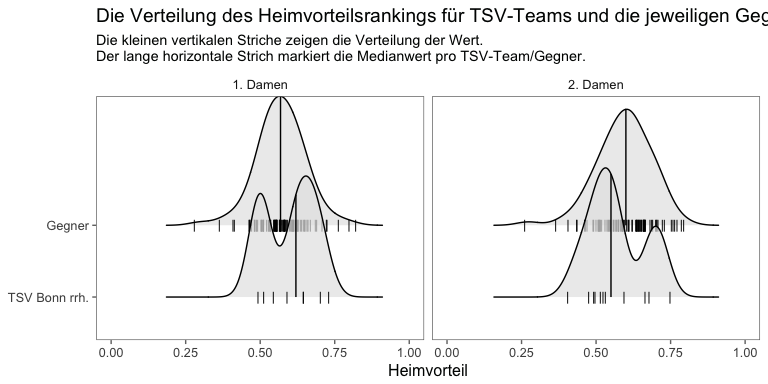 Die Verteilung des Heimvorteilsrankings für TSV-Teams und die jeweiligen Geg
Die kleinen vertikalen Striche zeigen die Verteilung der Wert.
Der lange horizontale Strich markiert die Medianwert pro TSV-Team/Gegner.
1. Damen
2. Damen
Gegner
TSV Bonn rrh.
0.00 0.25 0.50 0.75 1.00
0.00 0.25 0.50 0.75 1.00
Heimvorteil